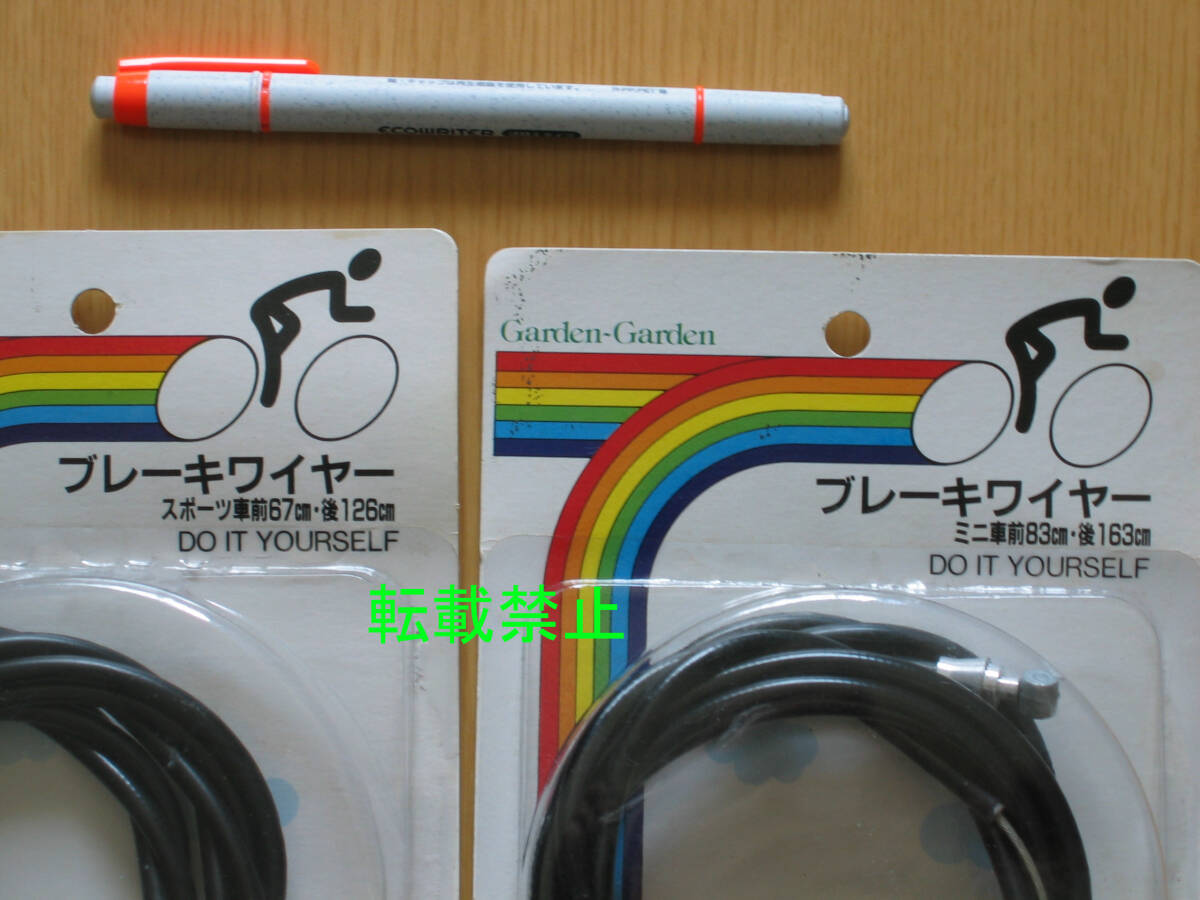 ECOWRITER
ブレーキワイヤー
スポーツ車前67cm・後126cm
DO IT YOURSELF
Garden-Garden
ブレーキワイヤー
ミニ車前83cm・後163cm
DO IT YOURSELF
転載禁止